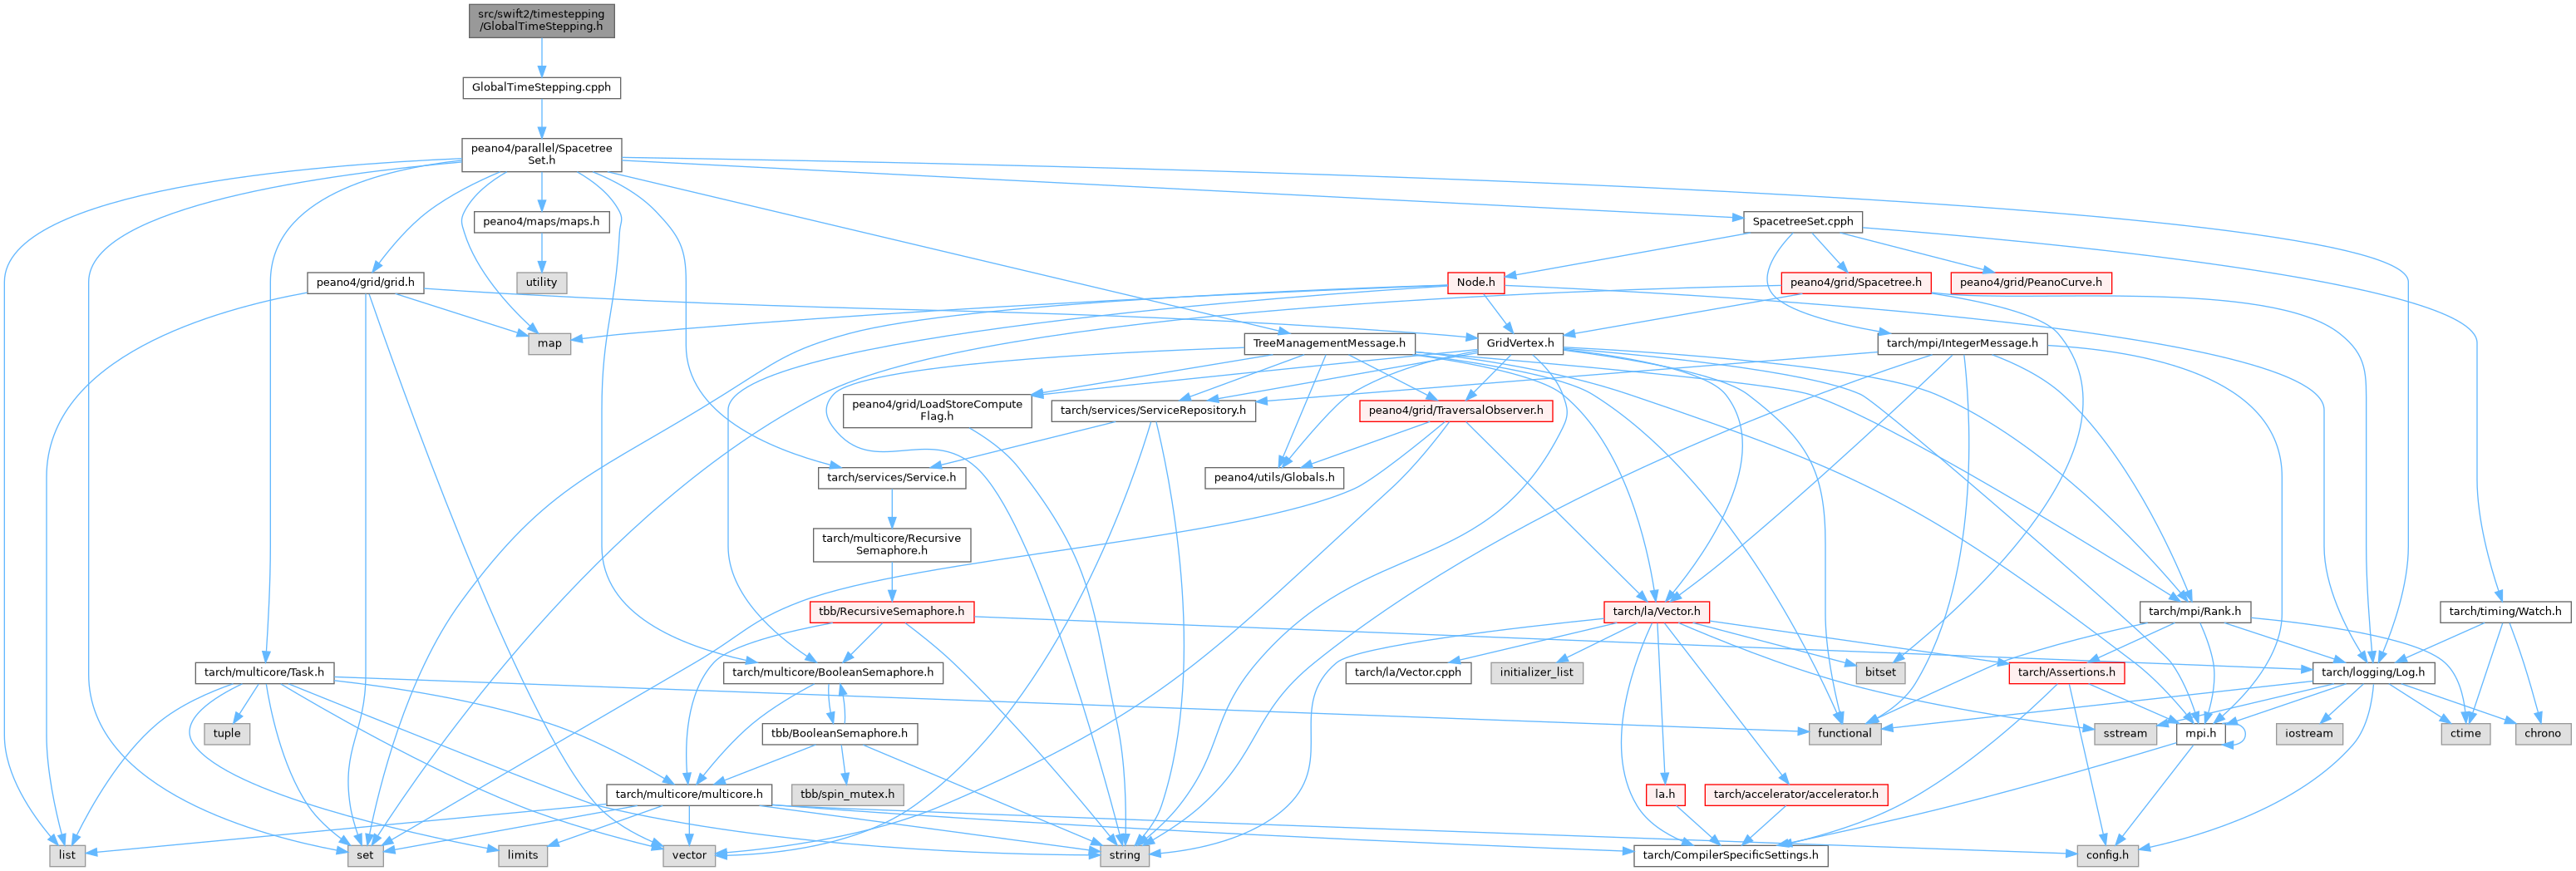 src/swift2/timestepping
/GlobalTimeStepping.h
GlobalTimeStepping.cpph
peano4/parallel/Spacetree
Set.h
peano4/maps/maps.h
SpacetreeSet.cpph
peano4/grid/grid.h
utility
Node.h
peano4/grid/Spacetree.h
peano4/grid/PeanoCurve.h
map
TreeManagementMessage.h
GridVertex.h
tarch/mpi/IntegerMessage.h
peano4/grid/LoadStoreCompute
Flag.h
tarch/services/ServiceRepository.h
peano4/grid/TraversalObserver.h
tarch/services/Service.h
peano4/utils/Globals.h
tarch/multicore/Recursive
Semaphore.h
tbb/RecursiveSemaphore.h
tarch/la/Vector.h
tarch/mpi/Rank.h
tarch/timing/Watch.h
tarch/multicore/Task.h
tarch/multicore/BooleanSemaphore.h
tarch/la/Vector.cpph
initializer_list
bitset
tarch/Assertions.h
tarch/logging/Log.h
tuple
tbb/BooleanSemaphore.h
functional
sstream
mpi.h
iostream
ctime
chrono
tarch/multicore/multicore.h
tbb/spin_mutex.h
la.h
tarch/accelerator/accelerator.h
list
set
limits
vector
string
tarch/CompilerSpecificSettings.h
config.h